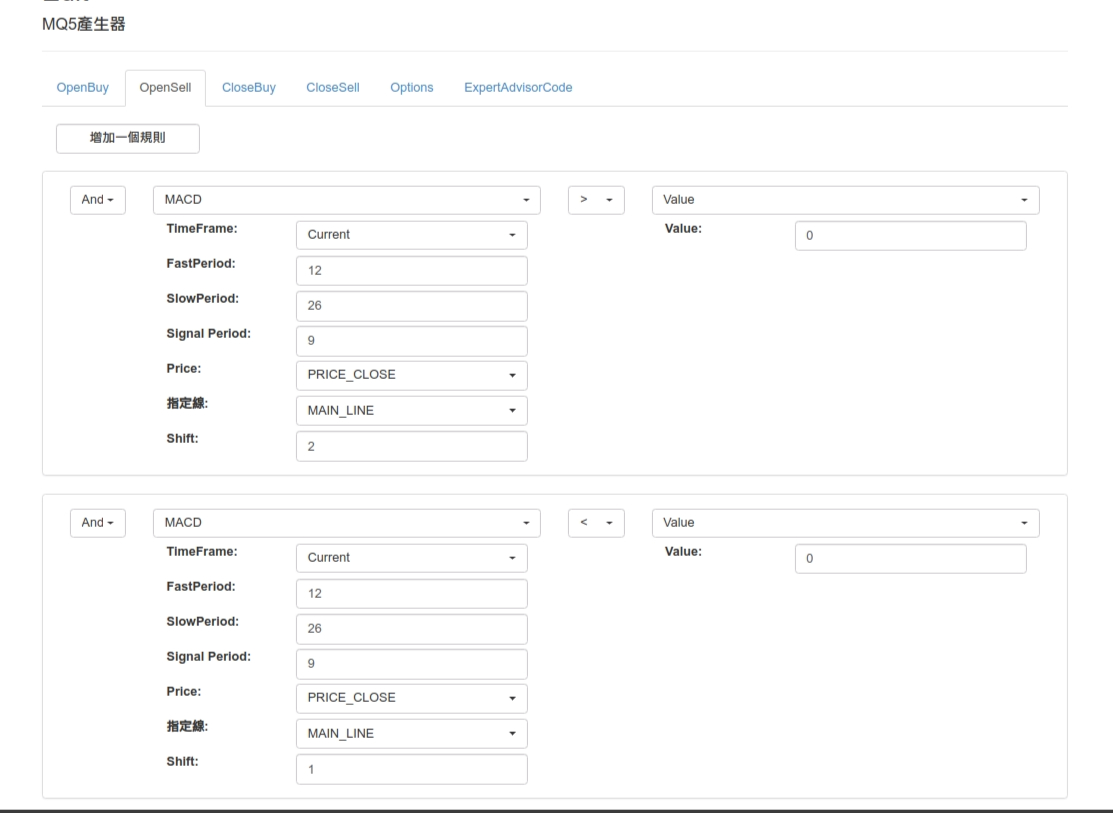 MQ5產生器
OpenBuy OpenSell CloseBuy CloseSell Options ExpertAdvisorCode
增加一個規則
And MACD > Value
TimeFrame: Current Value: 0
FastPeriod: 12
SlowPeriod: 26
Signal Period: 9
Price: PRICE_CLOSE
指定線: MAIN_LINE
Shift: 2
And MACD < Value
TimeFrame: Current Value: 0
FastPeriod: 12
SlowPeriod: 26
Signal Period: 9
Price: PRICE_CLOSE
指定線: MAIN_LINE
Shift: 1